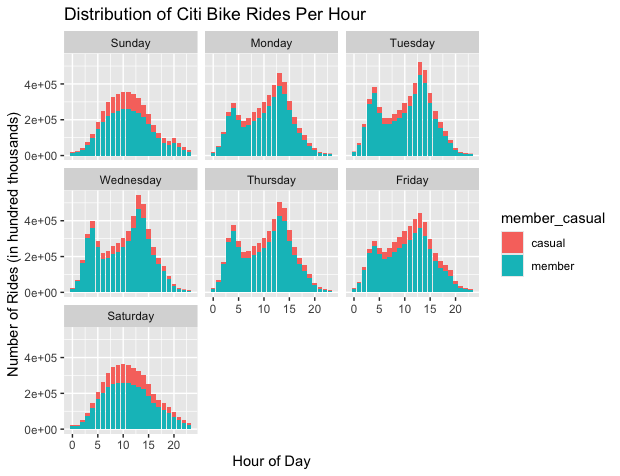 Distribution of Citi Bike Rides Per Hour
Sunday Monday Tuesday
4e+05
2e+05
0e+00
Wednesday Thursday Friday
4e+05
2e+05
0e+00
0 5 10 15 20 0 5 10 15 20
Saturday
4e+05
2e+05
0e+00
0 5 10 15 20
Hour of Day
Number of Rides (in hundred thousands)
member_casual
casual
member